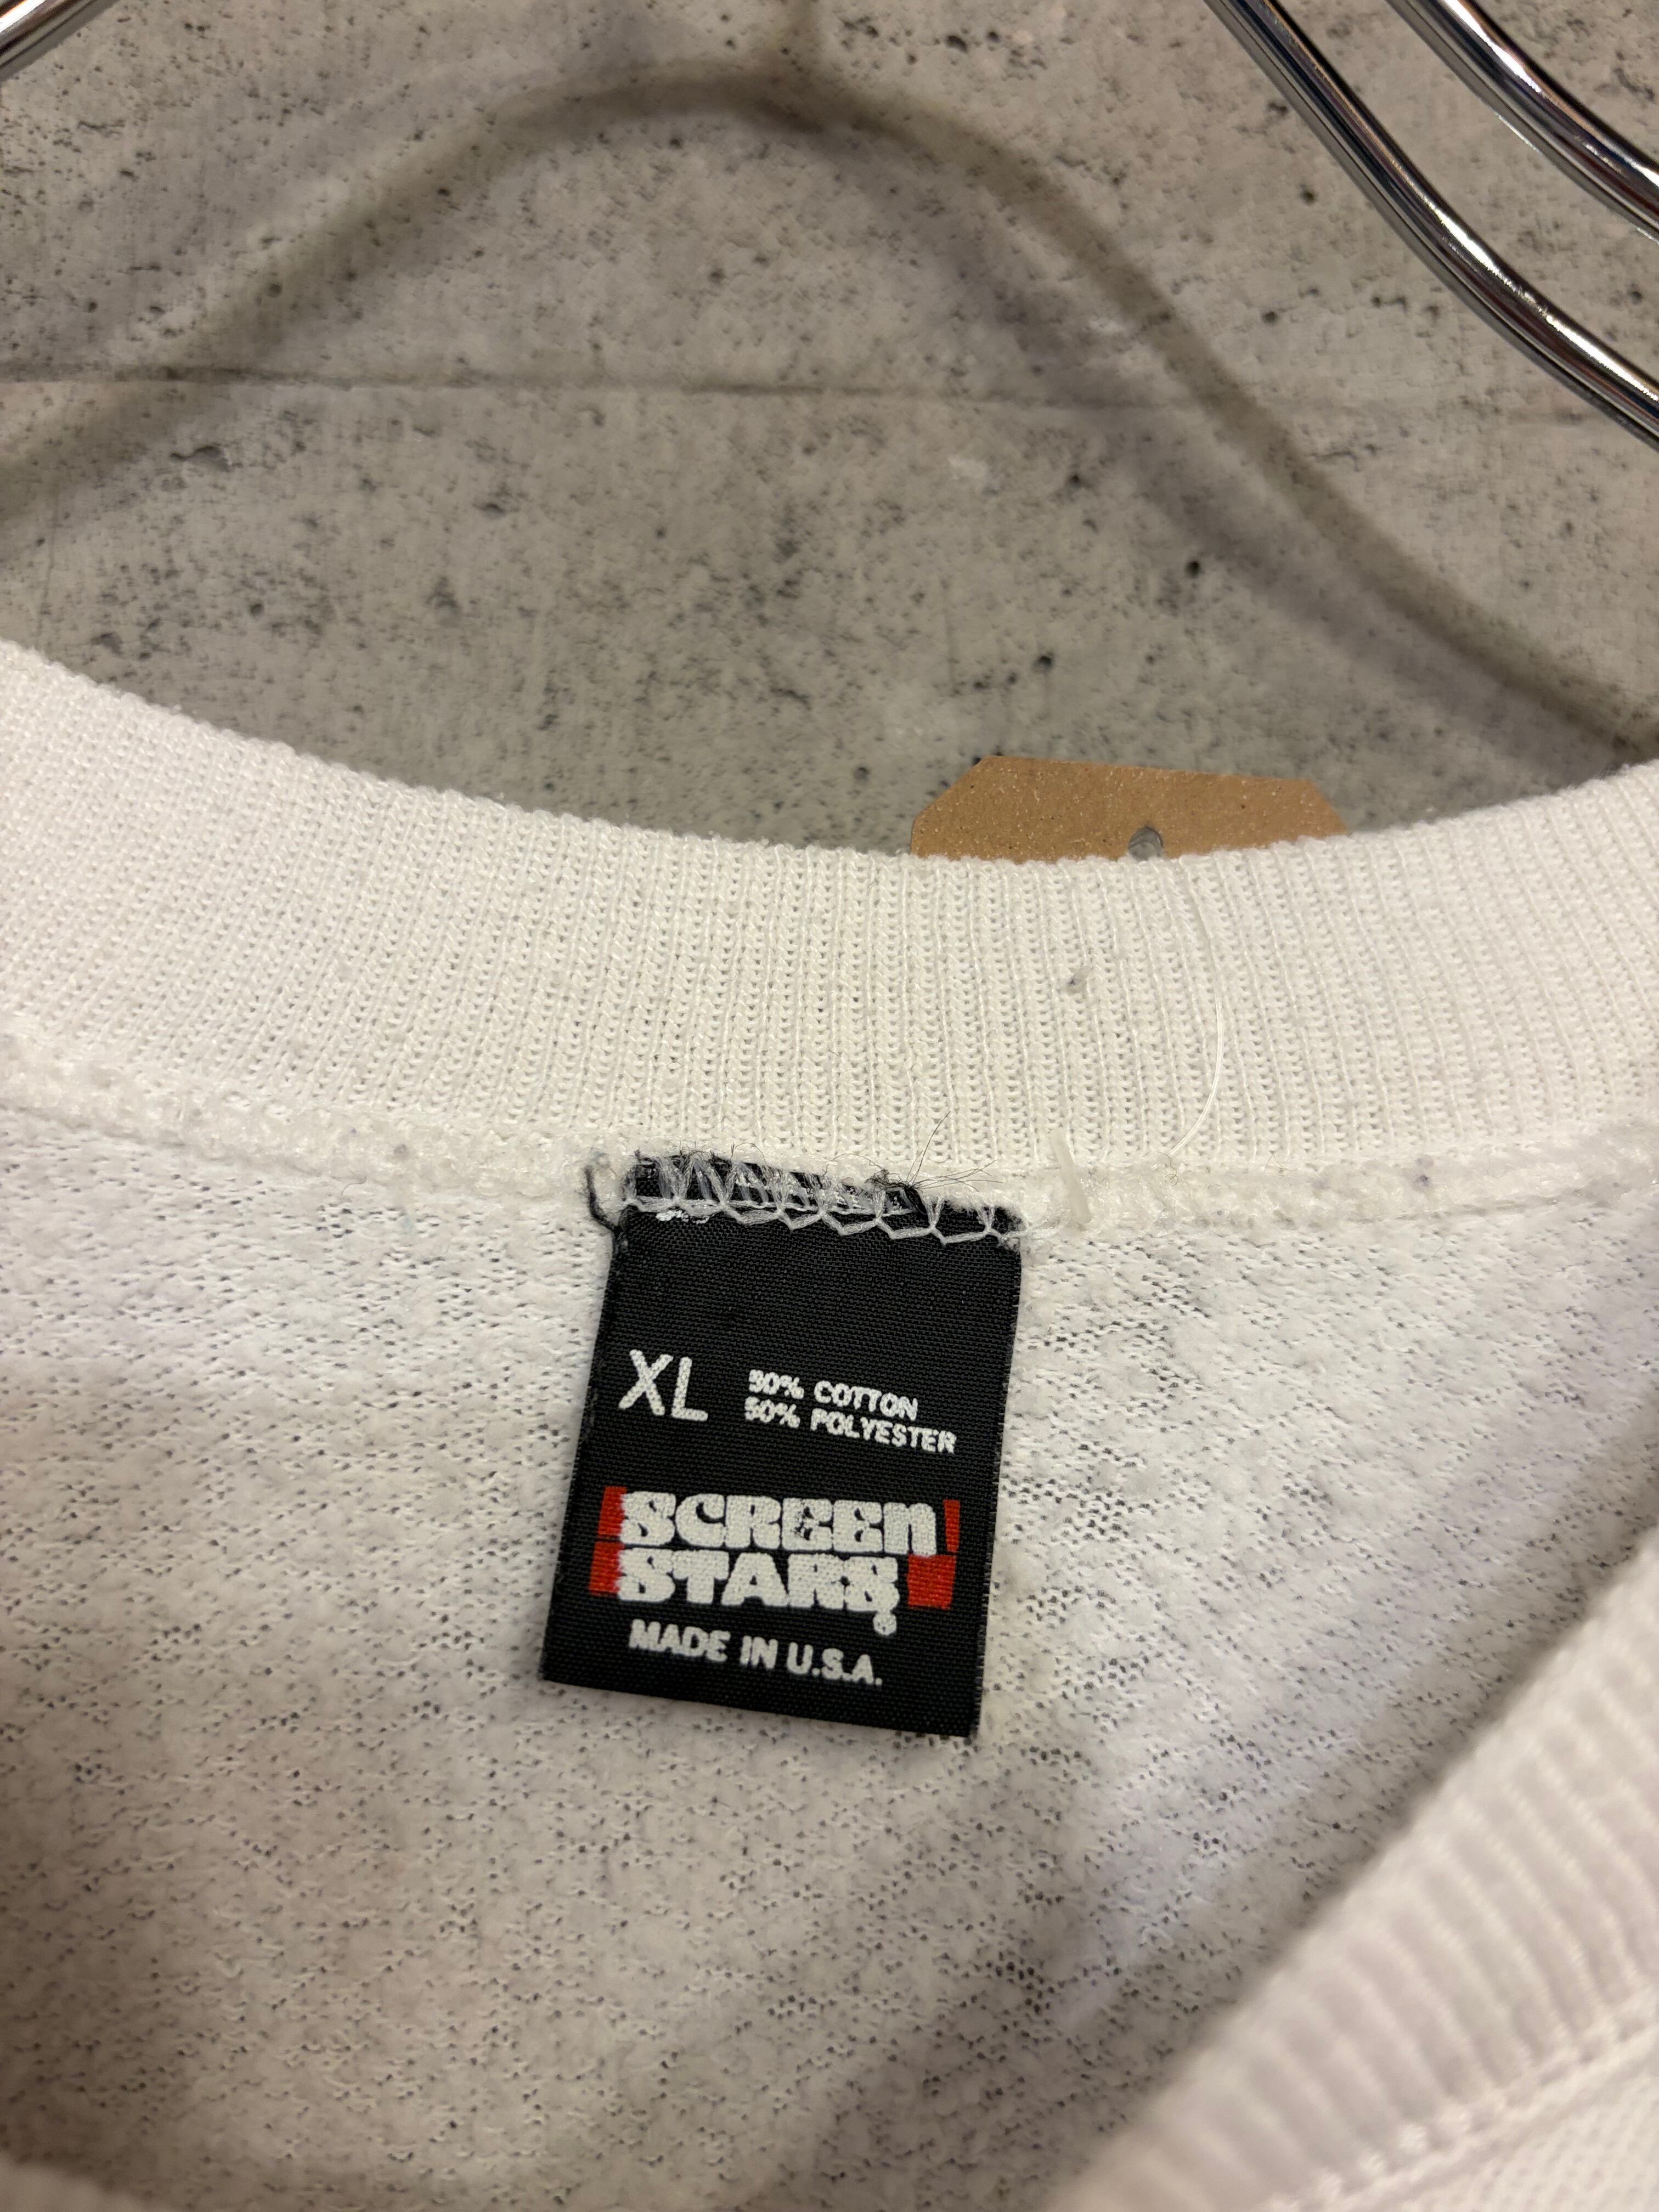 XL
50% COTTON
50% POLYESTER
SCREEN
STARS
MADE IN U.S.A.